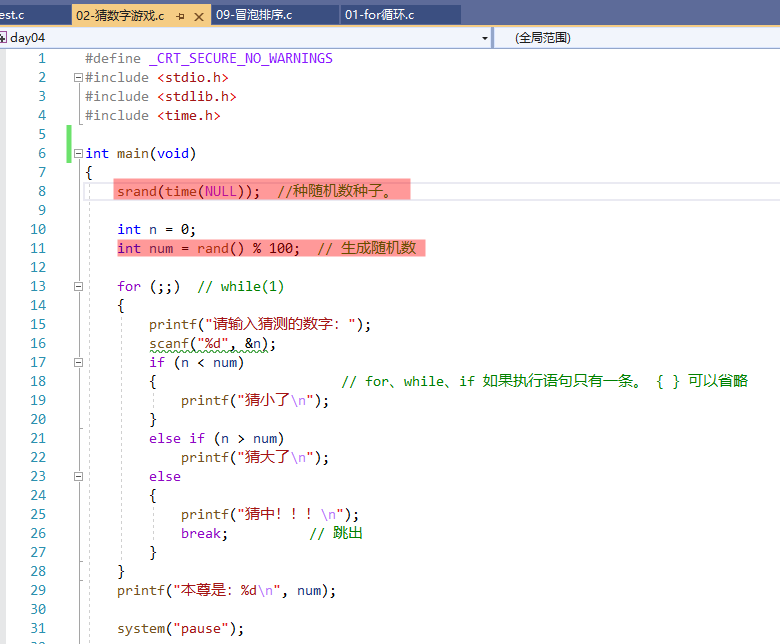 est.c 02-猜数字游戏.c 09-冒泡排序.c 01-for循环.c
day04 (全局范围)
1 #define _CRT_SECURE_NO_WARNINGS
2 #include <stdio.h>
3 #include <stdlib.h>
4 #include <time.h>
5
6 int main(void)
7 {
8 srand(time(NULL)); //种随机数种子。
9
10 int n = 0;
11 int num = rand() % 100; // 生成随机数
12
13 for (;;) // while(1)
14 {
15 printf("请输入猜测的数字: ");
16 scanf("%d", &n);
17 if (n < num)
18 { // for、while、if 如果执行语句只有一条。 { } 可以省略
19 printf("猜小了\n");
20 }
21 else if (n > num)
22 printf("猜大了\n");
23 else
24 {
25 printf("猜中！！！\n");
26 break; // 跳出
27 }
28 }
29 printf("本尊是: %d\n", num);
30
31 system("pause");